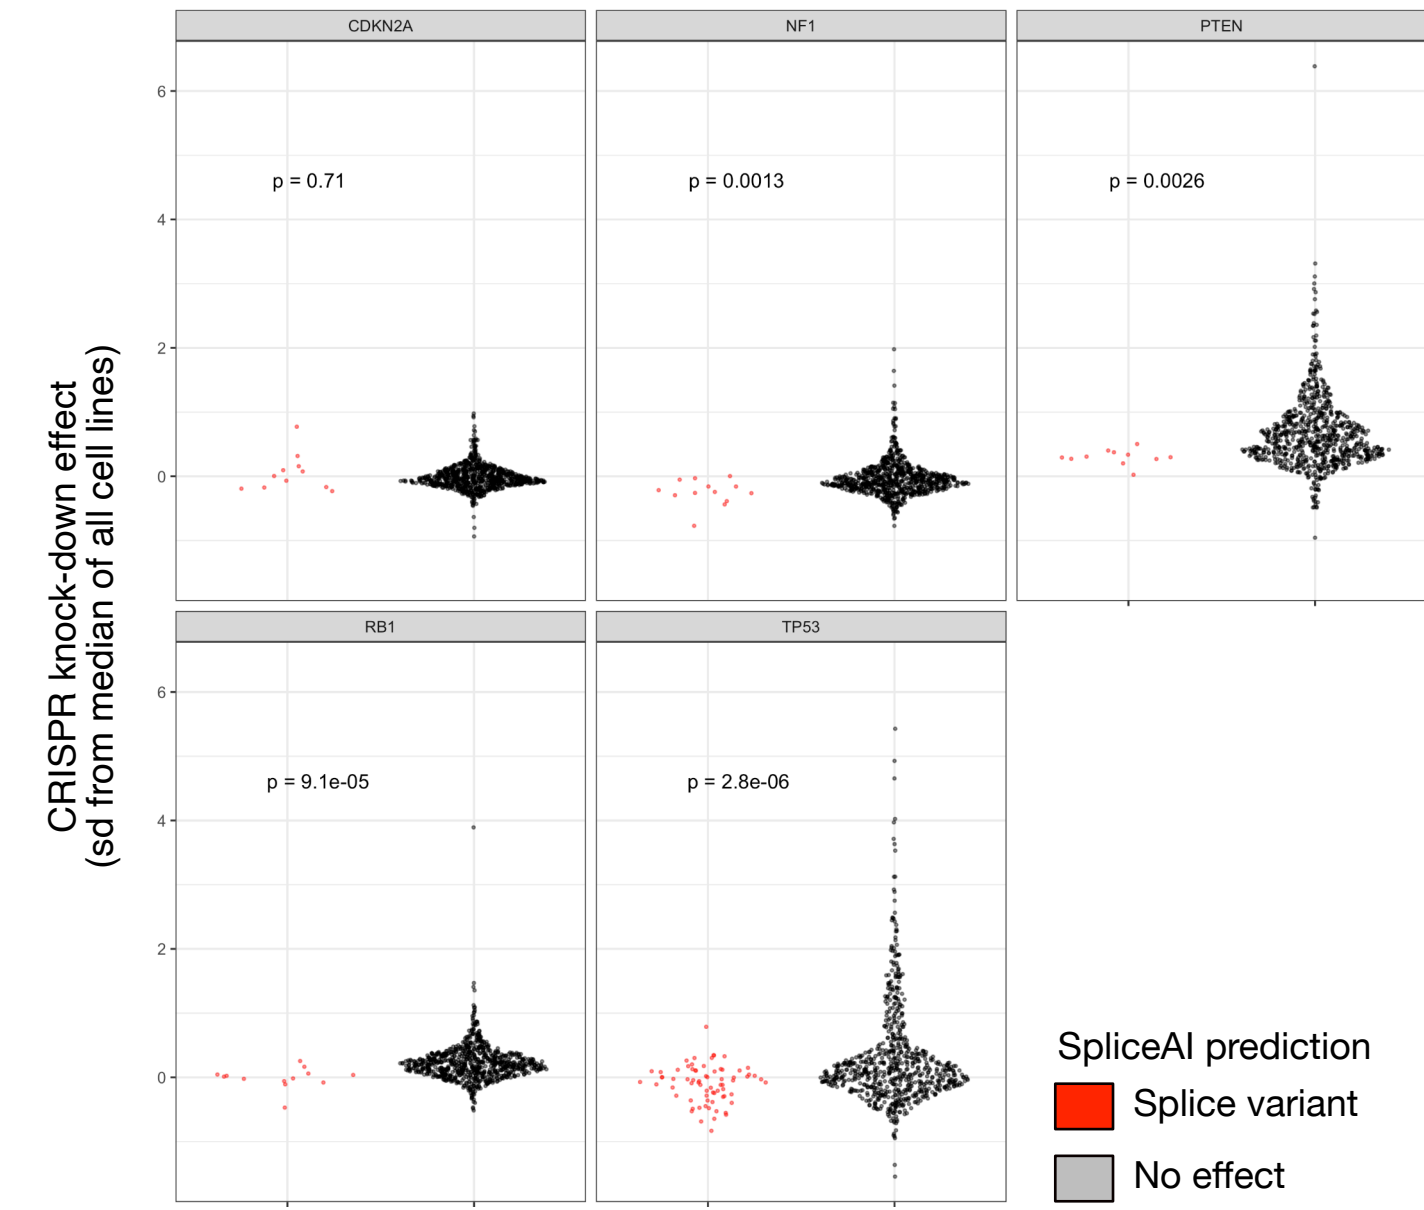 CDKN2A
NF1
PTEN
6
4
2
0
p = 0.71
p = 0.0013
p = 0.0026
CRISPR knock-down effect
(sd from median of all cell lines)
RB1
TP53
6
4
2
0
p = 9.1e-05
p = 2.8e-06
SpliceAI prediction
Splice variant
No effect